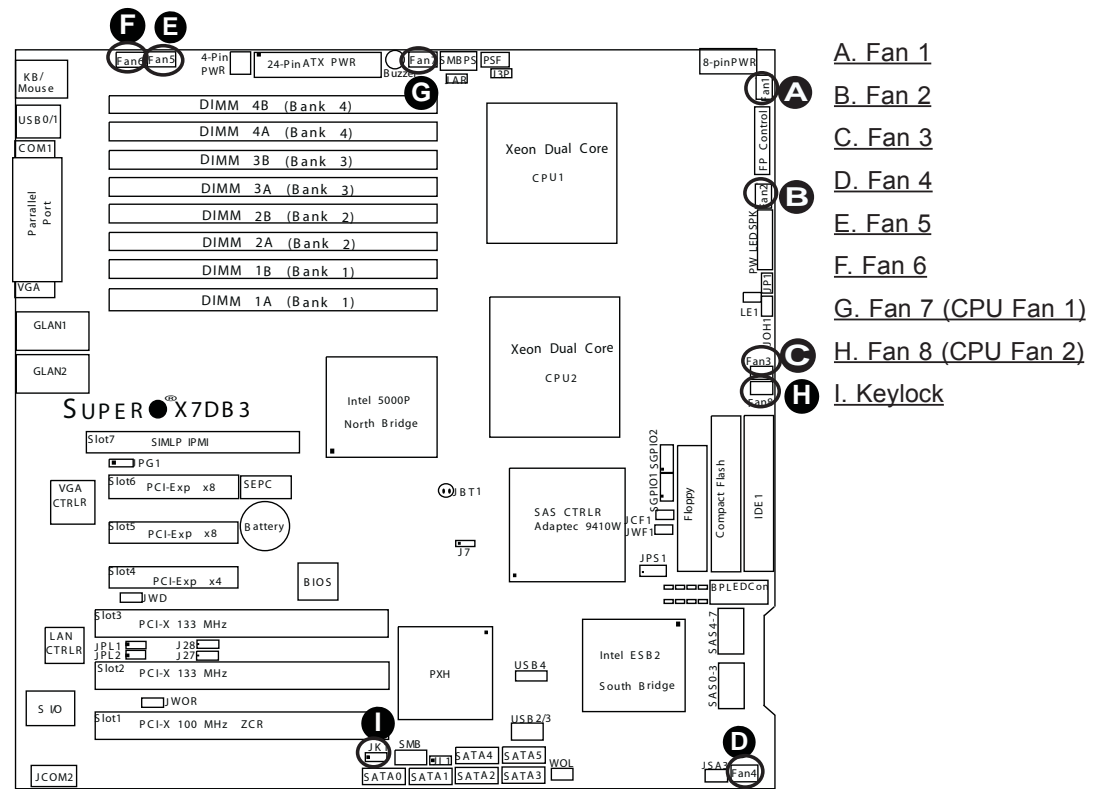 F
E
Fan6
Fan5
4-Pin
PWR
24-Pin ATX PWR
Buzzer
Fan7
SMBPS
PSF
JAR
J3P
8-pinPWR
G
KB/
Mouse
USB0/1
COM1
Parrallel
Port
VGA
GLAN1
GLAN2
DIMM 4B (Bank 4)
DIMM 4A (Bank 4)
DIMM 3B (Bank 3)
DIMM 3A (Bank 3)
DIMM 2B (Bank 2)
DIMM 2A (Bank 2)
DIMM 1B (Bank 1)
DIMM 1A (Bank 1)
Xeon Dual Core
CPU1
Xeon Dual Core
CPU2
Fan1
A
FP Control
Fan2
B
PW LED SPK
JP1
LE1
JOH1
Fan3
C
Fan8
H
A. Fan 1
B. Fan 2
C. Fan 3
D. Fan 4
E. Fan 5
F. Fan 6
G. Fan 7 (CPU Fan 1)
H. Fan 8 (CPU Fan 2)
I. Keylock
Intel 5000P
North Bridge
SUPER ® X7DB3
Slot7
SIMLP IPMI
JPG1
Slot6
PCI-Exp x8
SEPC
VGA
CTRLR
Slot5
PCI-Exp x8
Battery
JBT1
J7
SAS CTRLR
Adaptec 9410W
SGPIO1
SGPIO2
JCF1
JWF1
JPS1
Floppy
Compact Flash
IDE1
Slot4
PCI-Exp x4
JWD
BIOS
BPLEDCon
Slot3
PCI-X 133 MHz
LAN
CTRLR
JPL1
JPL2
J28
J27
Slot2
PCI-X 133 MHz
PXH
USB4
Intel ESB2
South Bridge
SAS4-7
SAS0-3
S I/O
JWOR
Slot1
PCI-X 100 MHz ZCR
USB2/3
I
JK1
SMB
JL1
SATA4
SATA5
WOL
SATA0
SATA1
SATA2
SATA3
JCOM2
D
JSA3
Fan4